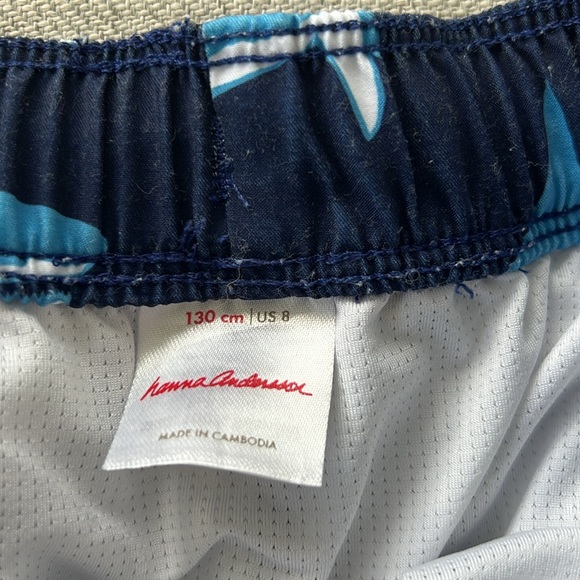 130 cm | US 8
hanna andersson
MADE IN CAMBODIA